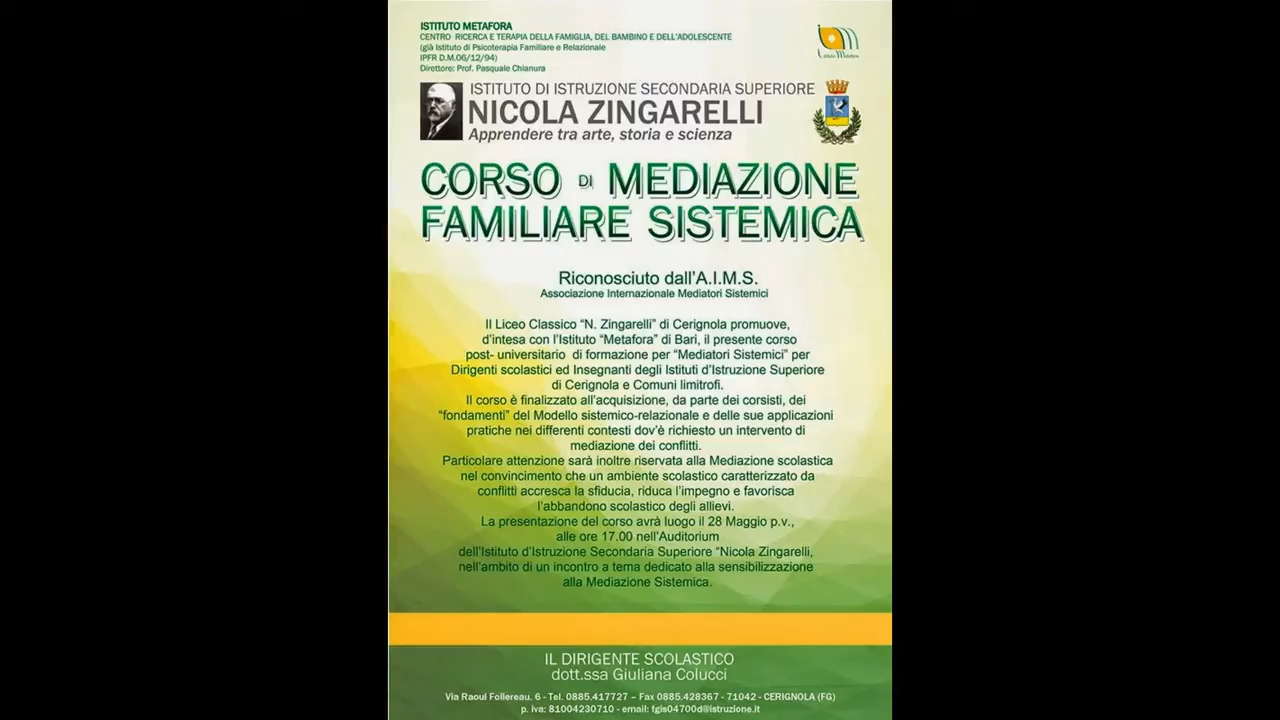 ISTITUTO METAFORA
CENTRO RICERCA E TERAPIA DELLA FAMIGLIA, DEL BAMBINO E DELL'ADOLESCENTE
(già Istituto di Psicoterapia Familiare e Relazionale
IPFR D.M.06/12/94)
Direttore: Prof. Pasquale Chianura
Istituto Metafora
ISTITUTO DI ISTRUZIONE SECONDARIA SUPERIORE
NICOLA ZINGARELLI
Apprendere tra arte, storia e scienza
CORSO DI MEDIAZIONE
FAMILIARE SISTEMICA
Riconosciuto dall'A.I.M.S.
Associazione Internazionale Mediatori Sistemici
Il Liceo Classico “N. Zingarelli” di Cerignola promuove,
d'intesa con l'Istituto “Metafora” di Bari, il presente corso
post- universitario di formazione per “Mediatori Sistemici” per
Dirigenti scolastici ed Insegnanti degli Istituti d'Istruzione Superiore
di Cerignola e Comuni limitrofi.
Il corso è finalizzato all'acquisizione, da parte dei corsisti, dei
“fondamenti” del Modello sistemico-relazionale e delle sue applicazioni
pratiche nei differenti contesti dov'è richiesto un intervento di
mediazione dei conflitti.
Particolare attenzione sarà inoltre riservata alla Mediazione scolastica
nel convincimento che un ambiente scolastico caratterizzato da
conflitti accresca la sfiducia, riduca l'impegno e favorisca
l'abbandono scolastico degli allievi.
La presentazione del corso avrà luogo il 28 Maggio p.v.,
alle ore 17.00 nell'Auditorium
dell'Istituto d'Istruzione Secondaria Superiore “Nicola Zingarelli,
nell'ambito di un incontro a tema dedicato alla sensibilizzazione
alla Mediazione Sistemica.
IL DIRIGENTE SCOLASTICO
dott.ssa Giuliana Colucci
Via Raoul Follereau. 6 - Tel. 0885.417727 – Fax 0885.428367 - 71042 - CERIGNOLA (FG)
p. iva: 81004230710 - email: fgis04700d@istruzione.it